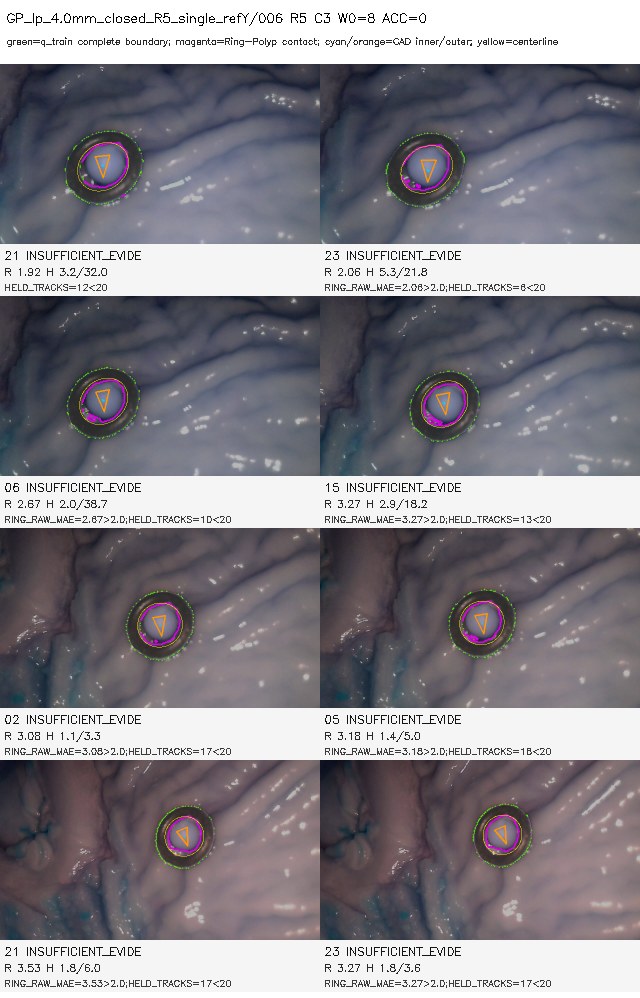 GP_Ip_4.0mm_closed_R5_single_refY/006 R5 C3 W0=8 ACC=0
green=q_train complete boundary; magenta=Ring-Polyp contact; cyan/orange=CAD inner/outer; yellow=centerline
21 INSUFFICIENT_EVIDE
R 1.92 H 3.2/32.0
HELD_TRACKS=12<20
23 INSUFFICIENT_EVIDE
R 2.06 H 5.3/21.8
RING_RAW_MAE=2.06>2.0;HELD_TRACKS=6<20
06 INSUFFICIENT_EVIDE
R 2.67 H 2.0/38.7
RING_RAW_MAE=2.67>2.0;HELD_TRACKS=10<20
15 INSUFFICIENT_EVIDE
R 3.27 H 2.9/18.2
RING_RAW_MAE=3.27>2.0;HELD_TRACKS=13<20
02 INSUFFICIENT_EVIDE
R 3.08 H 1.1/3.3
RING_RAW_MAE=3.08>2.0;HELD_TRACKS=17<20
05 INSUFFICIENT_EVIDE
R 3.18 H 1.4/5.0
RING_RAW_MAE=3.18>2.0;HELD_TRACKS=18<20
21 INSUFFICIENT_EVIDE
R 3.53 H 1.8/6.0
RING_RAW_MAE=3.53>2.0;HELD_TRACKS=17<20
23 INSUFFICIENT_EVIDE
R 3.27 H 1.8/3.6
RING_RAW_MAE=3.27>2.0;HELD_TRACKS=17<20